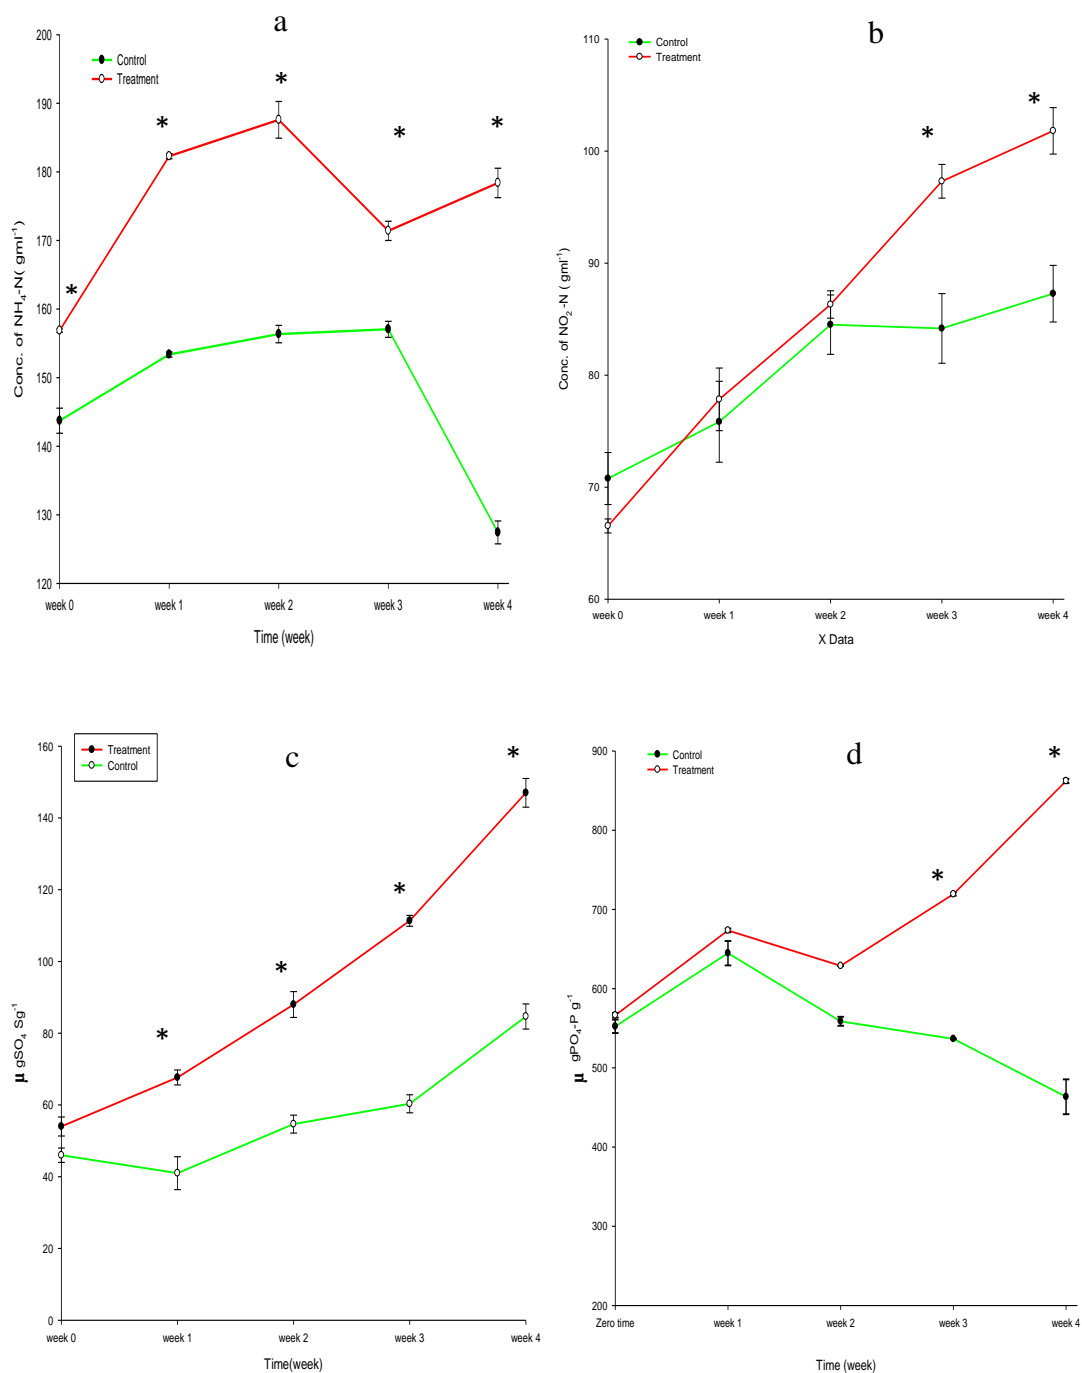 a
200
Control
Treatment
*
*
190
*
*
*
180
170
*
160
150
140
130
120
Conc. of NH₄-N( gml⁻¹)
week 0 week 1 week 2 week 3 week 4
Time (week)
b
110
Control
Treatment
*
*
100
90
80
70
60
Conc. of NO₂ -N ( gml⁻¹)
week 0 week 1 week 2 week 3 week 4
X Data
c
160
Treatment
Control
*
140
120
*
100
*
80
*
60
40
20
0
μ gSO₄ Sg⁻¹
week 0 week 1 week 2 week 3 week 4
Time(week)
d
900
Control
Treatment
*
800
*
700
600
500
400
300
200
μ gPO₄-P g⁻¹
Zero time week 1 week 2 week 3 week 4
Time (week)